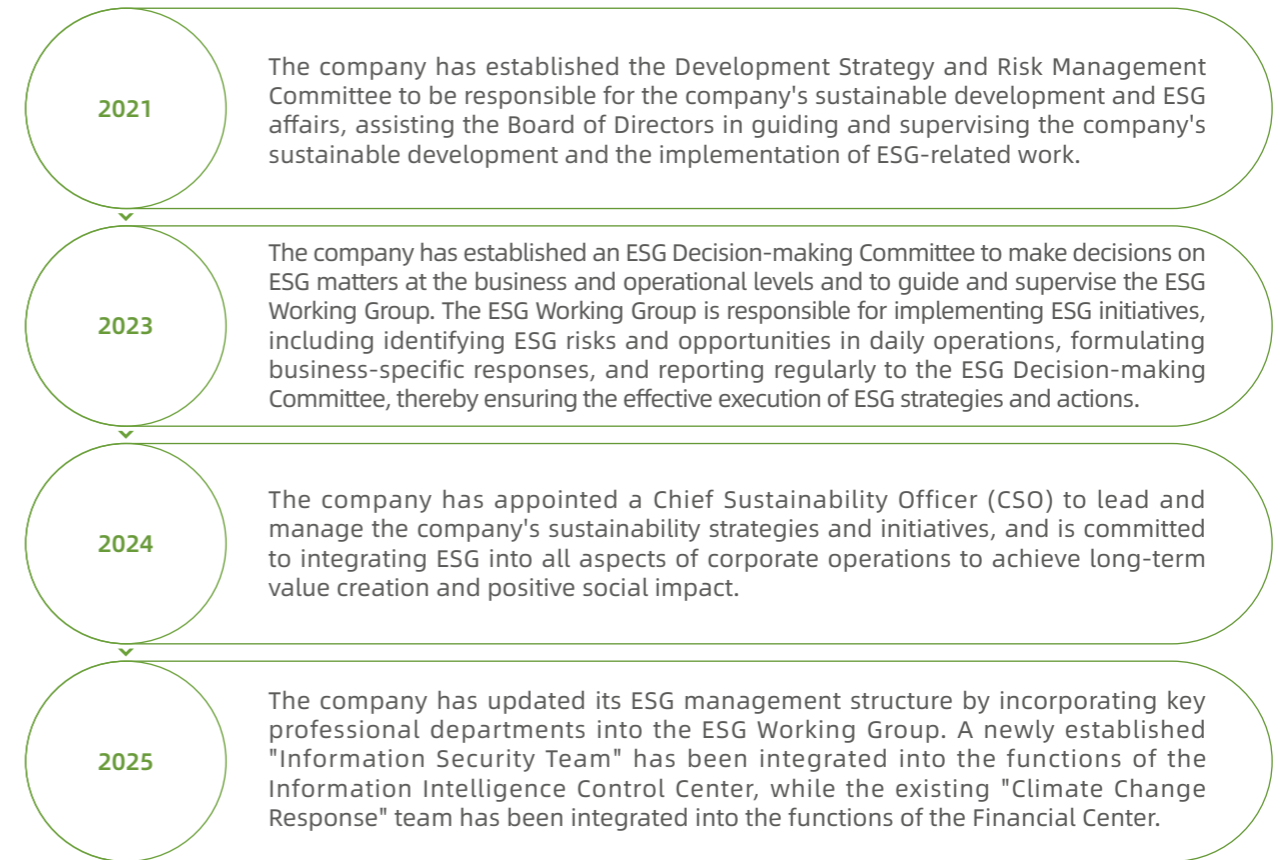 2021
The company has established the Development Strategy and Risk Management
Committee to be responsible for the company's sustainable development and ESG
affairs, assisting the Board of Directors in guiding and supervising the company's
sustainable development and the implementation of ESG-related work.
2023
The company has established an ESG Decision-making Committee to make decisions on
ESG matters at the business and operational levels and to guide and supervise the ESG
Working Group. The ESG Working Group is responsible for implementing ESG initiatives,
including identifying ESG risks and opportunities in daily operations, formulating
business-specific responses, and reporting regularly to the ESG Decision-making
Committee, thereby ensuring the effective execution of ESG strategies and actions.
2024
The company has appointed a Chief Sustainability Officer (CSO) to lead and
manage the company's sustainability strategies and initiatives, and is committed
to integrating ESG into all aspects of corporate operations to achieve long-term
value creation and positive social impact.
2025
The company has updated its ESG management structure by incorporating key
professional departments into the ESG Working Group. A newly established
"Information Security Team" has been integrated into the functions of the
Information Intelligence Control Center, while the existing "Climate Change
Response" team has been integrated into the functions of the Financial Center.